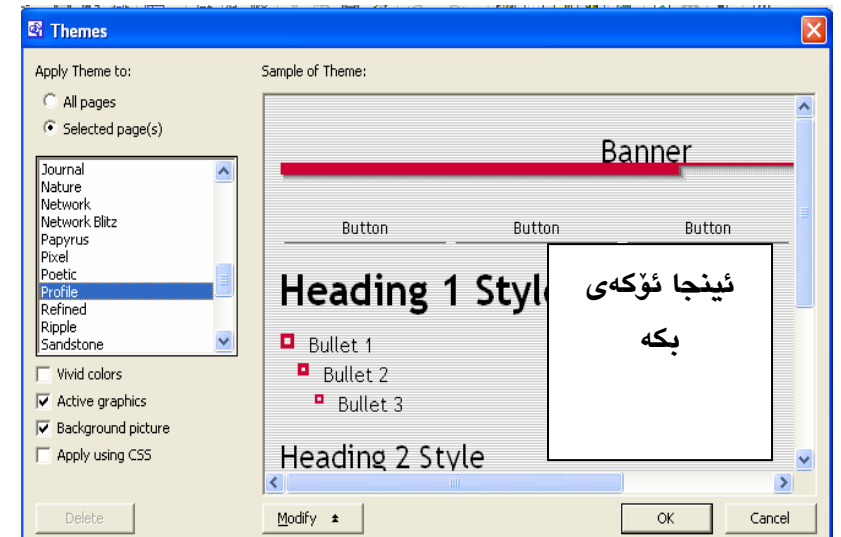 Themes
Apply Theme to:
All pages
Selected page(s)
Journal
Nature
Network
Network Blitz
Papyrus
Pixel
Poetic
Profile
Refined
Ripple
Sandstone
Vivid colors
Active graphics
Background picture
Apply using CSS
Delete
Sample of Theme:
Banner
Button Button Button
Heading 1 Style
Bullet 1
Bullet 2
Bullet 3
Heading 2 Style
ئینجا ئۆکەی
بکە
Modify
OK Cancel